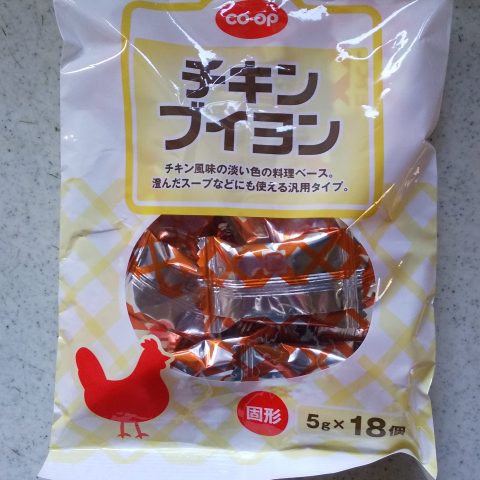 CO-OP
チキン
ブイヨン
チキン風味の淡い色の料理ベース。
澄んだスープなどにも使える汎用タイプ。
固形
5g×18個